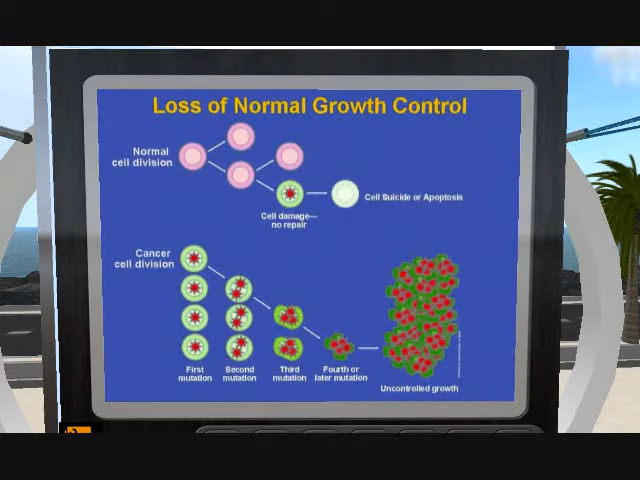 Loss of Normal Growth Control
Normal
cell division
Cell Suicide or Apoptosis
Cell damage—
no repair
Cancer
cell division
First
mutation
Second
mutation
Third
mutation
Fourth or
later mutation
Uncontrolled growth